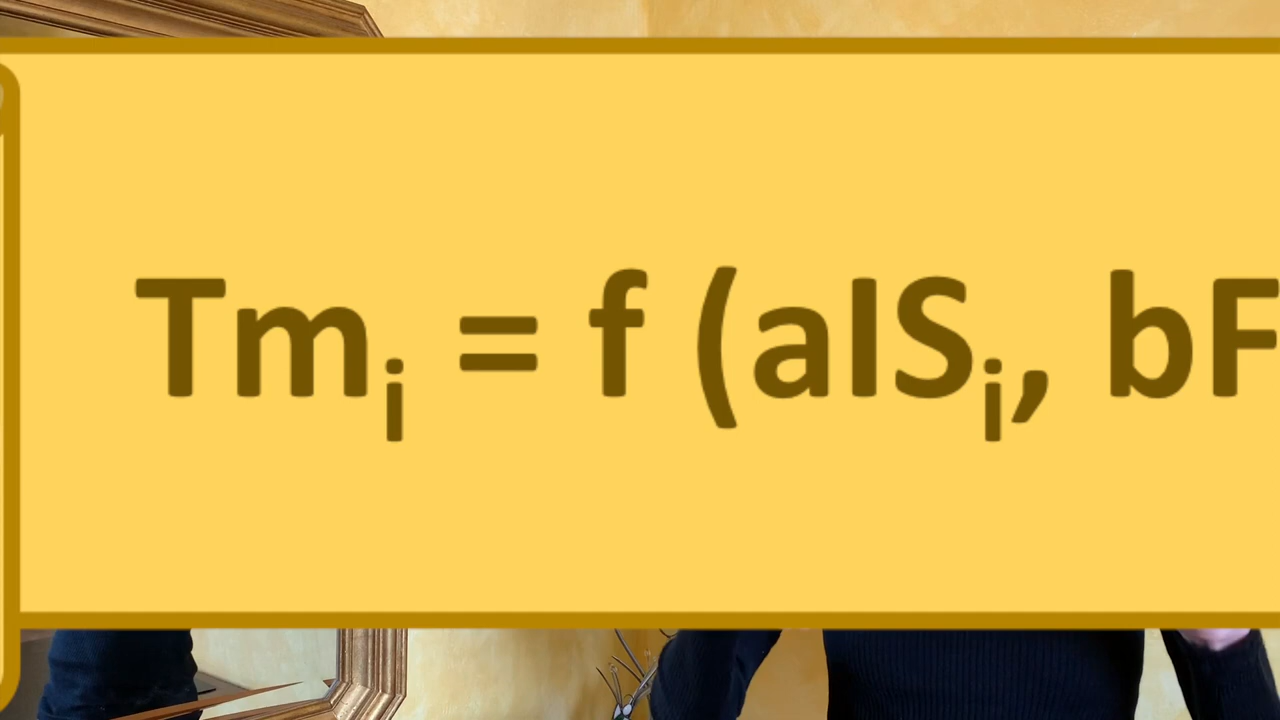 Tmᵢ = f (aISᵢ, bF